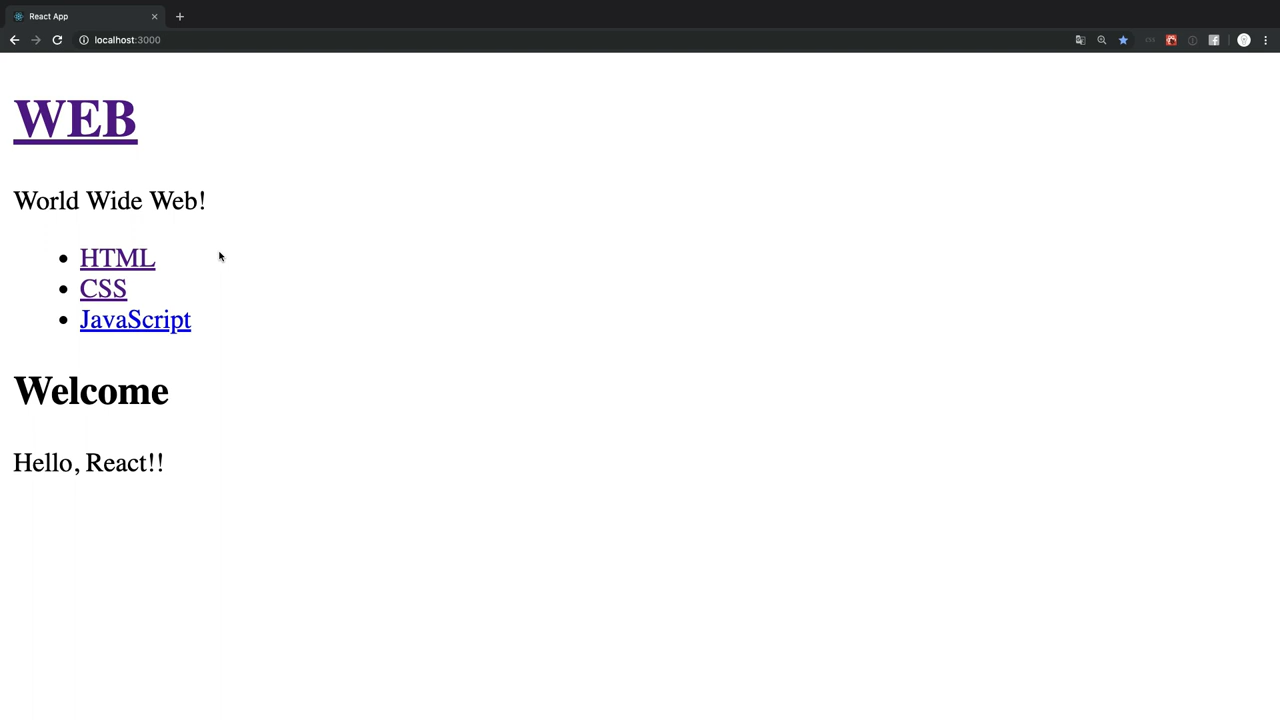 React App
localhost:3000
WEB
World Wide Web!
HTML
CSS
JavaScript
Welcome
Hello, React!!